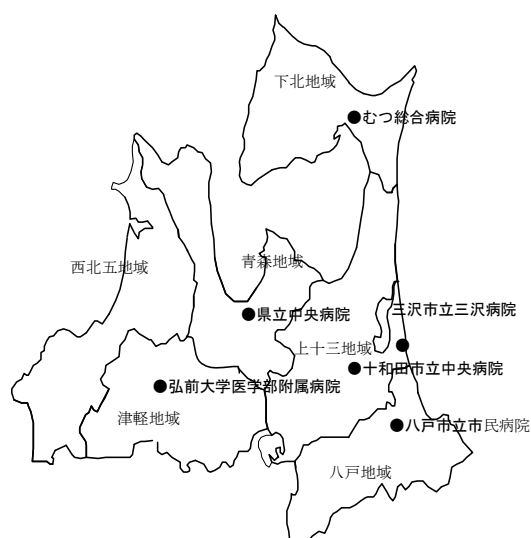 下北地域
むつ総合病院
青森地域
西北五地域
三沢市立三沢病院
県立中央病院
上十三地域
十和田市立中央病院
弘前大学医学部附属病院
津軽地域
八戸市立市民病院
八戸地域